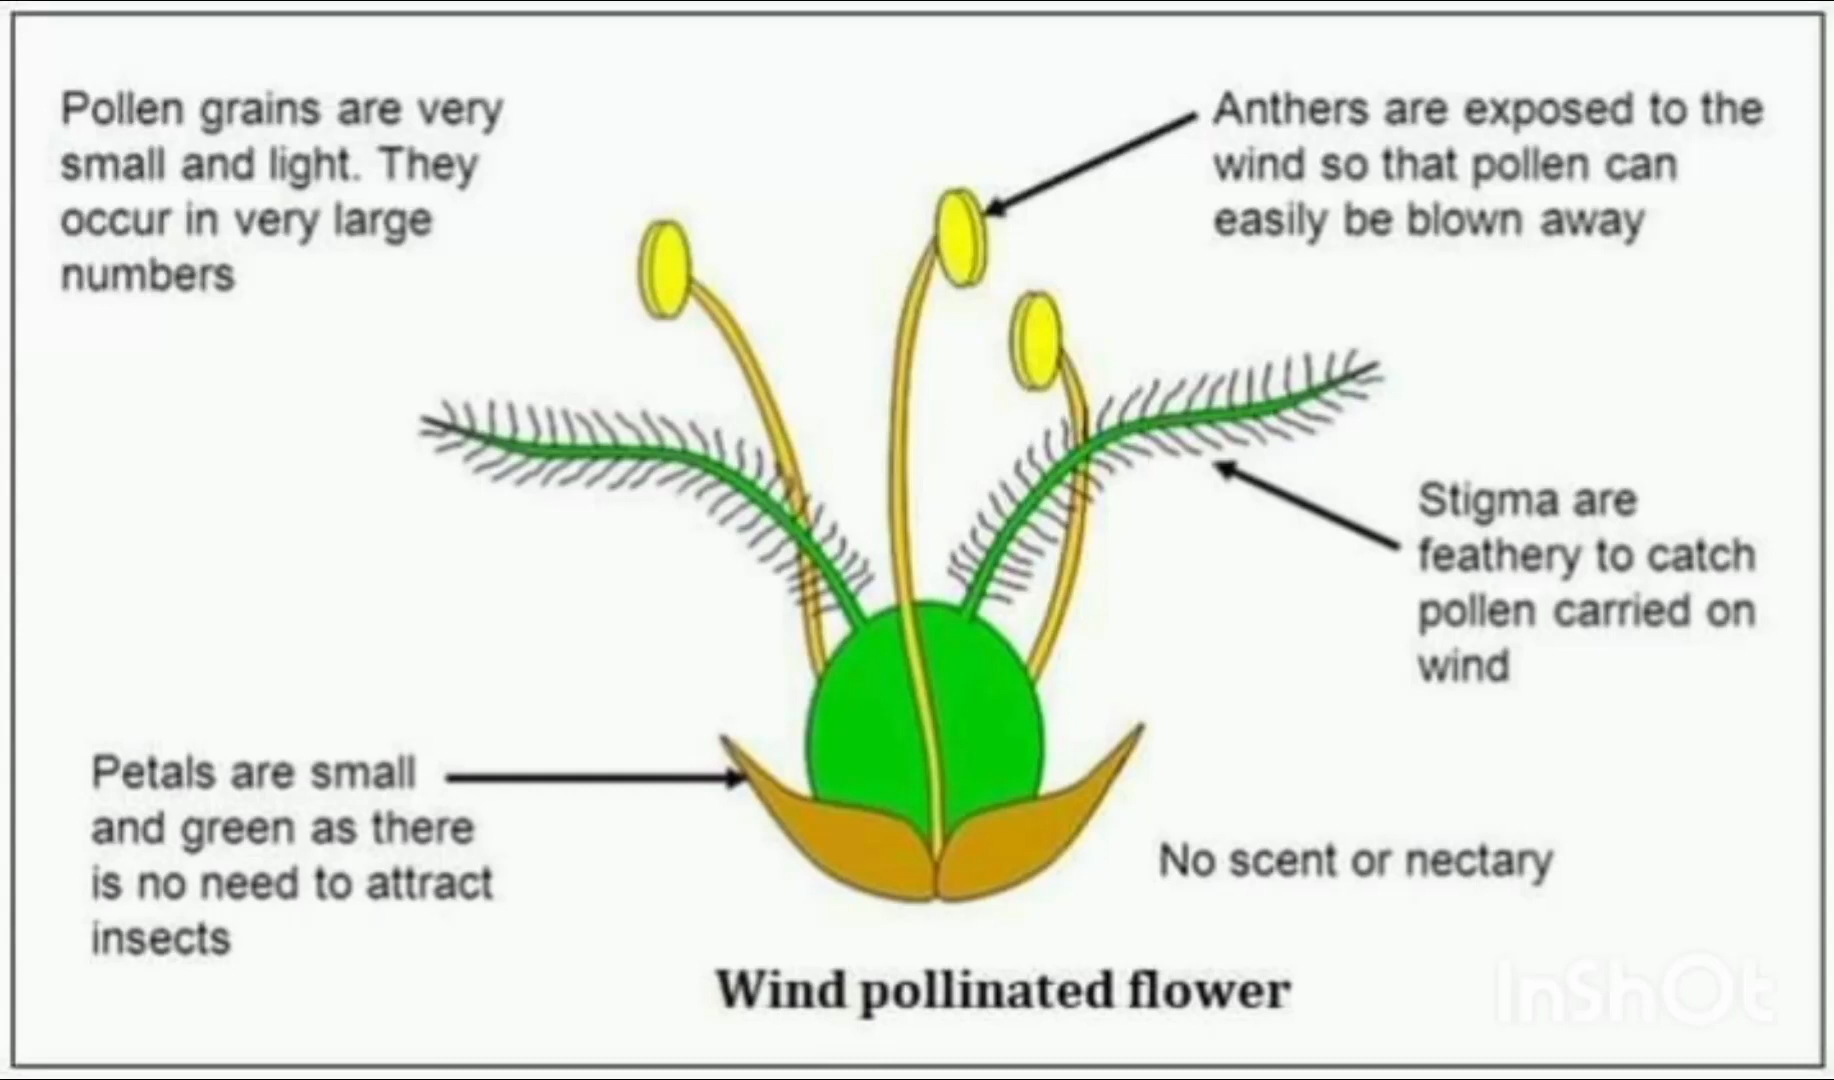 Pollen grains are very
small and light. They
occur in very large
numbers
Anthers are exposed to the
wind so that pollen can
easily be blown away
Stigma are
feathery to catch
pollen carried on
wind
Petals are small
and green as there
is no need to attract
insects
No scent or nectary
Wind pollinated flower
InShOt